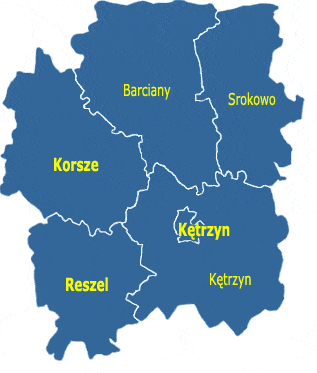 Barciany
Srokowo
Korsze
Kętrzyn
Reszel
Kętrzyn